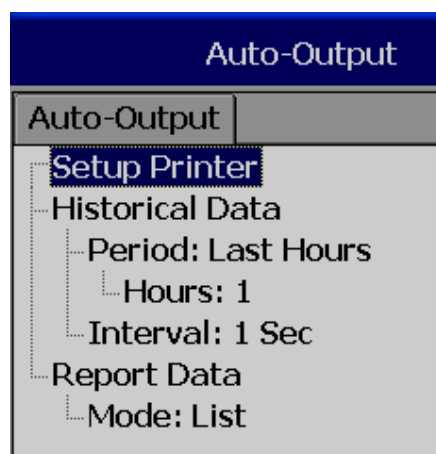 Auto-Output
Auto-Output
Setup Printer
Historical Data
Period: Last Hours
Hours: 1
Interval: 1 Sec
Report Data
Mode: List